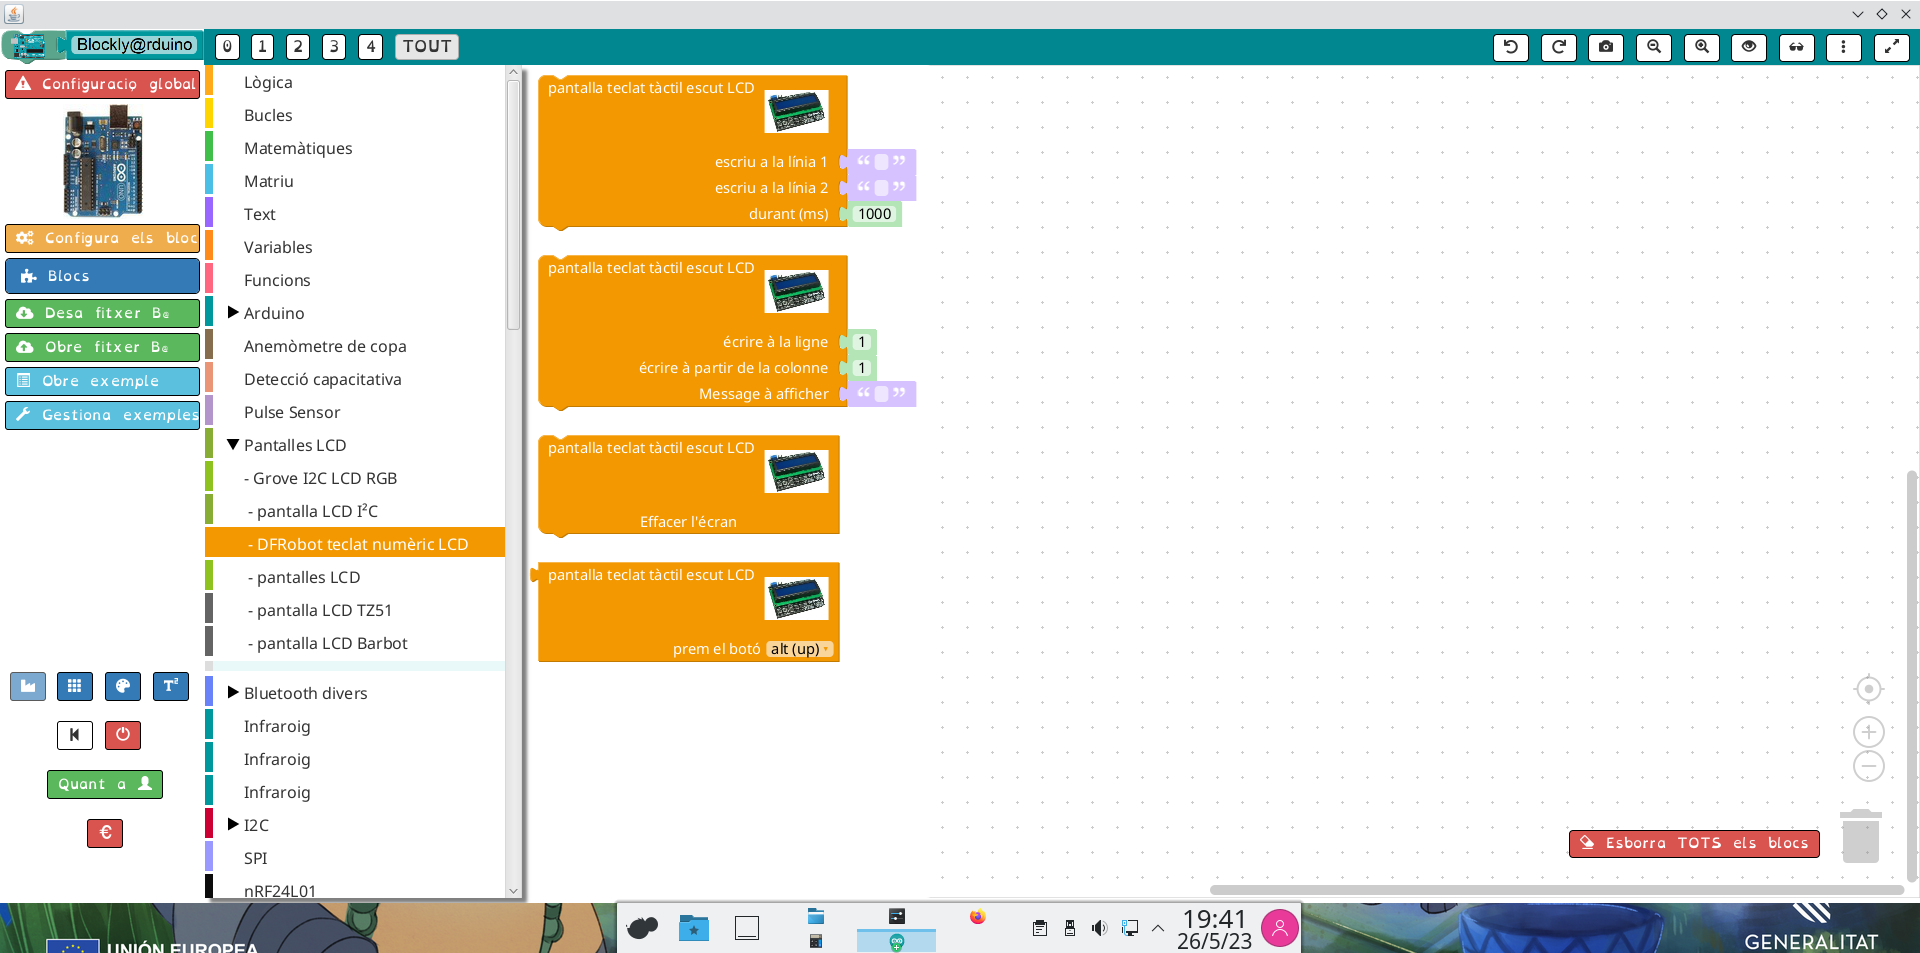 Blockly@rduino
0 1 2 3 4 TOUT
Configuració global
Configura els bloc
Blocs
Desa fitxer B@
Obre fitxer B@
Obre exemple
Gestiona exemples
T²
Quant a
€
Lògica
Bucles
Matemàtiques
Matriu
Text
Variables
Funcions
Arduino
Anemòmetre de copa
Detecció capacitativa
Pulse Sensor
Pantalles LCD
- Grove I2C LCD RGB
- pantalla LCD I²C
- DFRobot teclat numèric LCD
- pantalles LCD
- pantalla LCD TZ51
- pantalla LCD Barbot
Bluetooth divers
Infraroig
Infraroig
Infraroig
I2C
SPI
nRF24L01
pantalla teclat tàctil escut LCD
escriu a la línia 1 “ ”
escriu a la línia 2 “ ”
durant (ms) 1000
pantalla teclat tàctil escut LCD
écrire à la ligne 1
écrire à partir de la colonne 1
Message à afficher “ ”
pantalla teclat tàctil escut LCD
Effacer l'écran
pantalla teclat tàctil escut LCD
prem el botó alt (up)
Esborra TOTS els blocs
UNIÓN EUROPEA
19:41
26/5/23
GENERALITAT